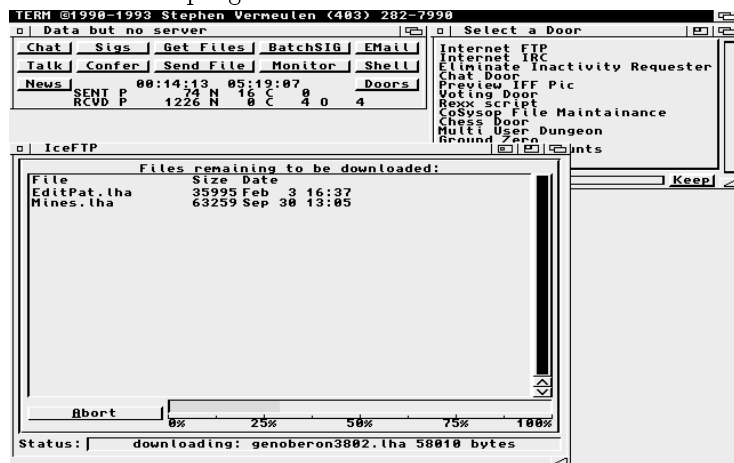 TERM ©1990-1993 Stephen Vermeulen (403) 282-7990
Data but no server
Chat Sigs Get Files BatchSIG EMail
Talk Confer Send File Monitor Shell
News 00:14:13 05:19:07 Doors
SENT P 74 N 16 C 0
RCVD P 1226 N 0 C 4 0 4
Select a Door
Internet FTP
Internet IRC
Eliminate Inactivity Requester
Chat Door
Preview IFF Pic
Voting Door
Rexx script
CoSysop File Maintainance
Chess Door
Multi User Dungeon
Ground Zero
unts
Keep
IceFTP
Files remaining to be downloaded:
File Size Date
EditPat.lha 35995 Feb 3 16:37
Mines.lha 63259 Sep 30 13:05
Abort
0% 25% 50% 75% 100%
Status: downloading: genoberon3802.lha 58010 bytes